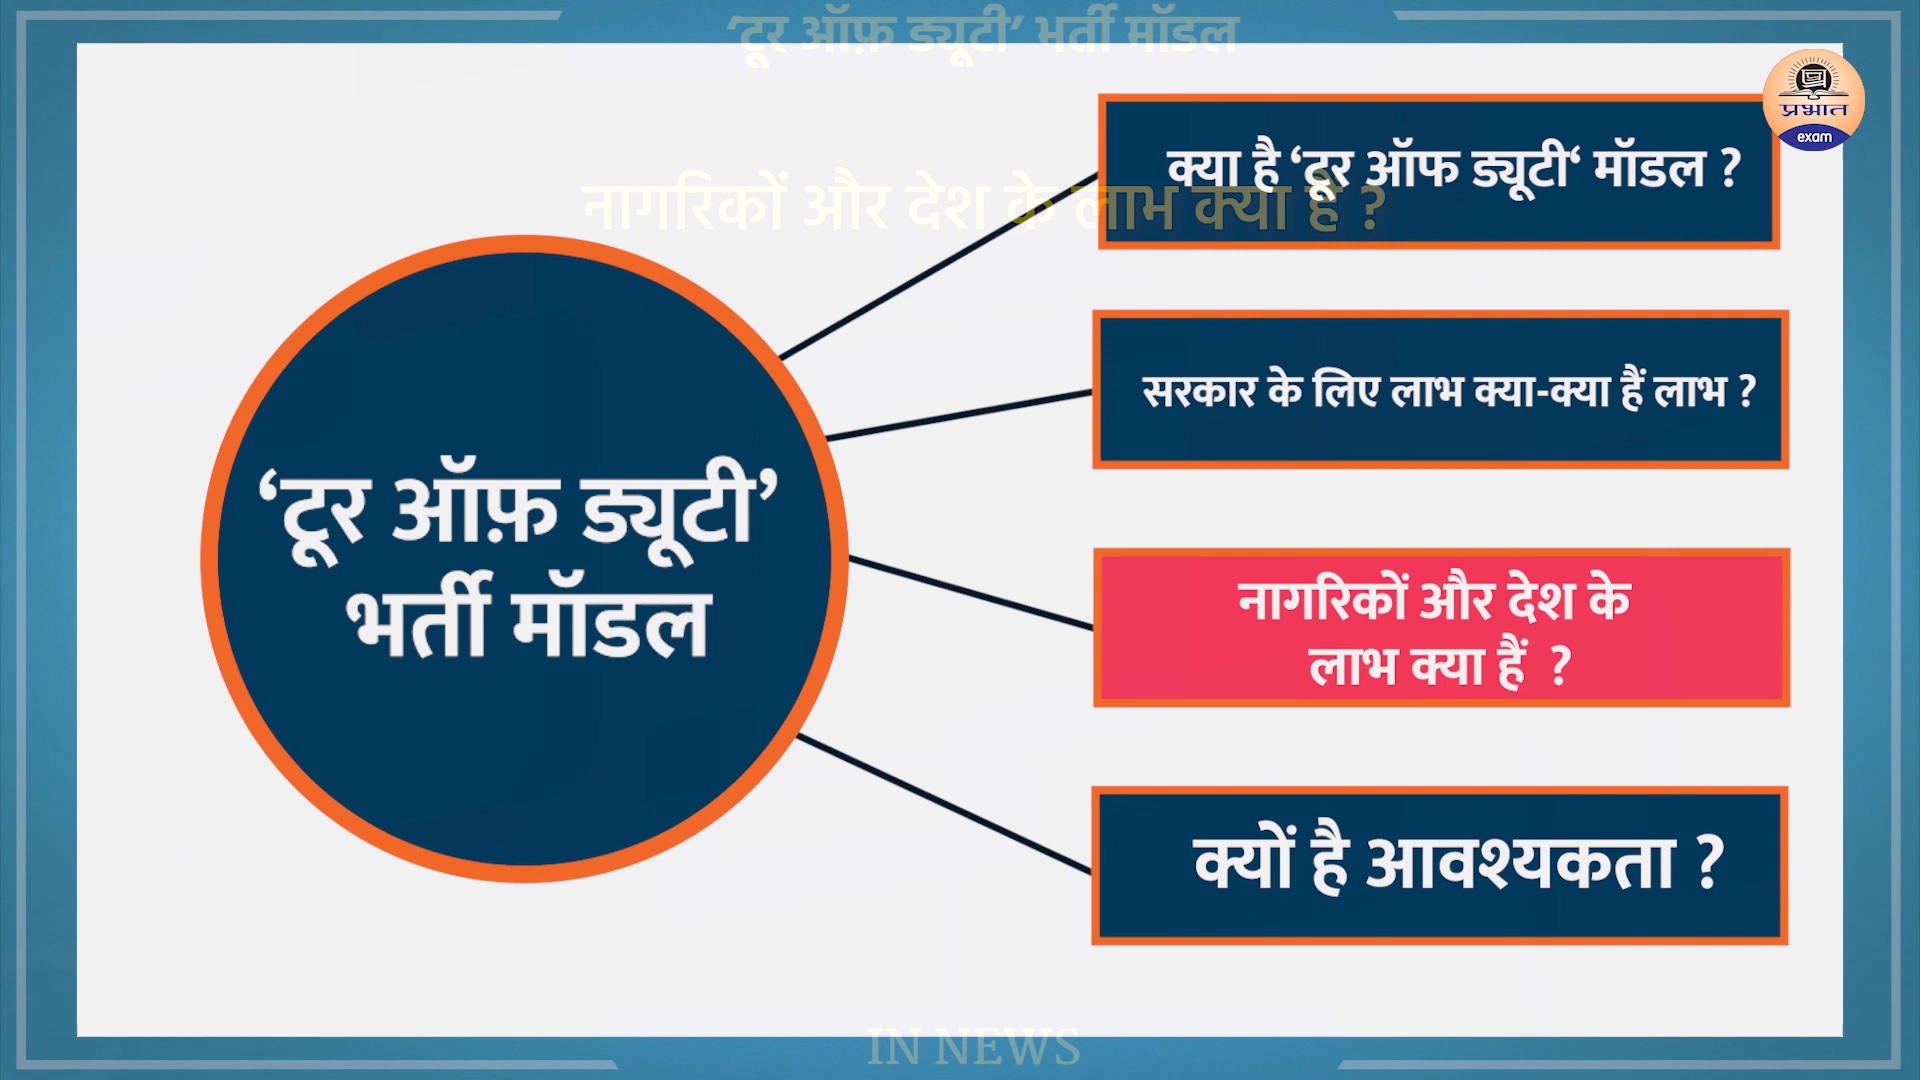 ‘टूर ऑफ़ ड्यूटी’ भर्ती मॉडल
प्रभात
exam
क्या है ‘टूर ऑफ ड्यूटी‘ मॉडल ?
नागरिकों और देश के लाभ क्या हैं ?
सरकार के लिए लाभ क्या-क्या हैं लाभ ?
‘टूर ऑफ़ ड्यूटी’
भर्ती मॉडल
नागरिकों और देश के
लाभ क्या हैं ?
क्यों है आवश्यकता ?
IN NEWS